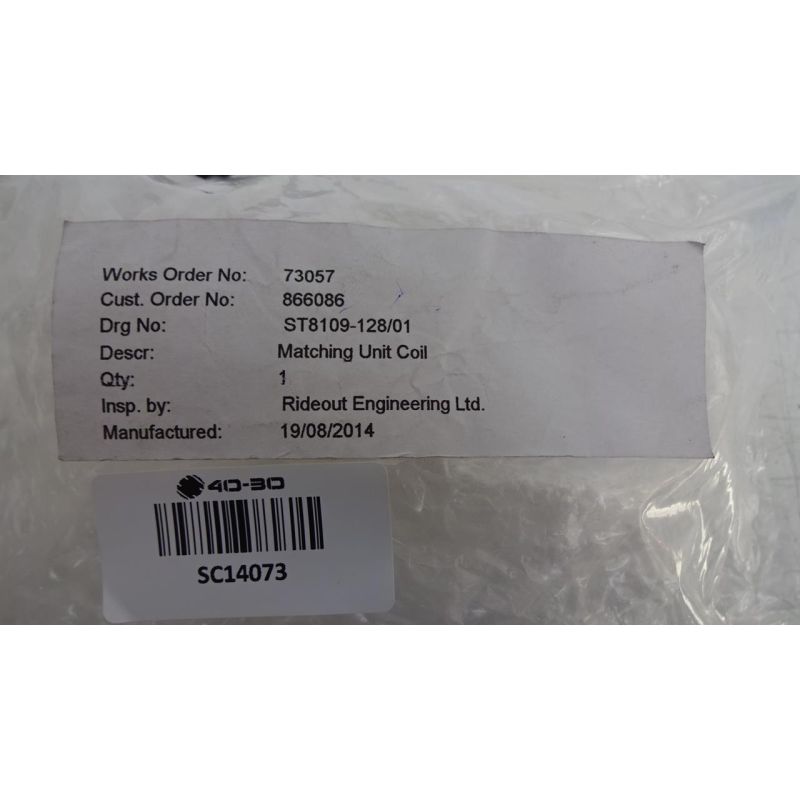 Works Order No: 73057
Cust. Order No: 866086
Drg No: ST8109-128/01
Descr: Matching Unit Coil
Qty: 1
Insp. by: Rideout Engineering Ltd.
Manufactured: 19/08/2014
40-30
SC14073